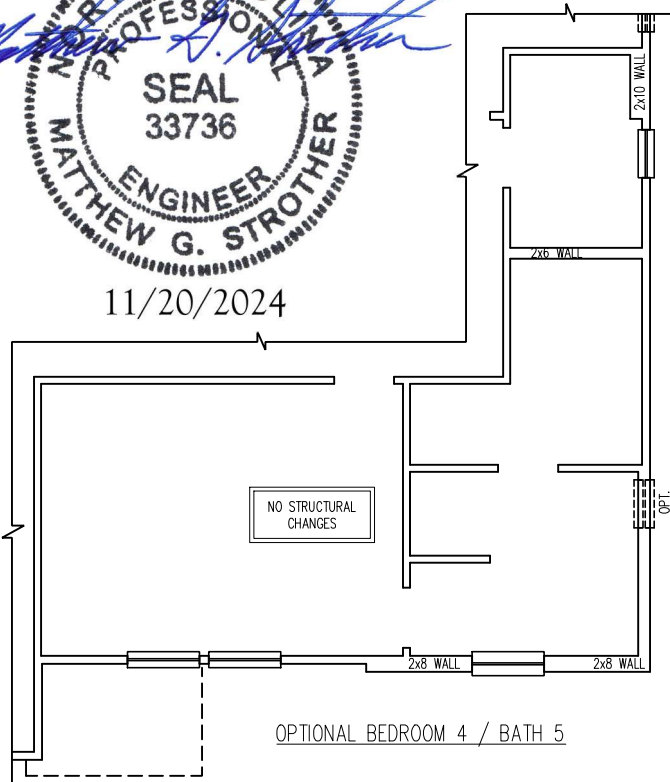 PROFESSIONAL
SEAL
33736
ENGINEER
MATTHEW G. STROTHER
11/20/2024
2x10 WALL
2x6 WALL
NO STRUCTURAL
CHANGES
OPT.
2x8 WALL
2x8 WALL
OPTIONAL BEDROOM 4 / BATH 5